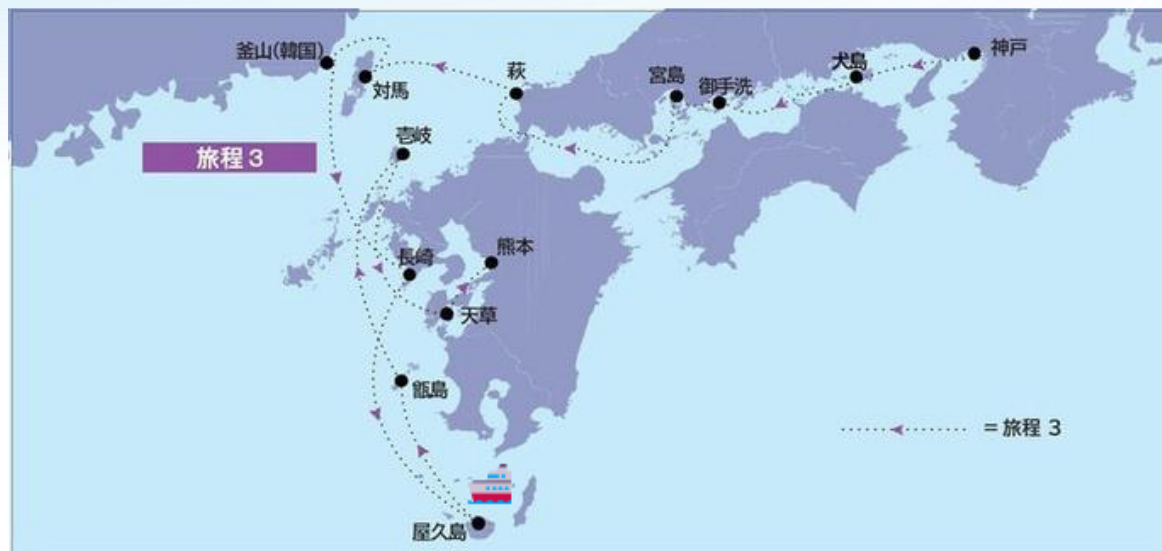 釜山(韓国)
対馬
萩
宮島
御手洗
犬島
神戸
壱岐
旅程 3
長崎
熊本
天草
甑島
= 旅程 3
屋久島